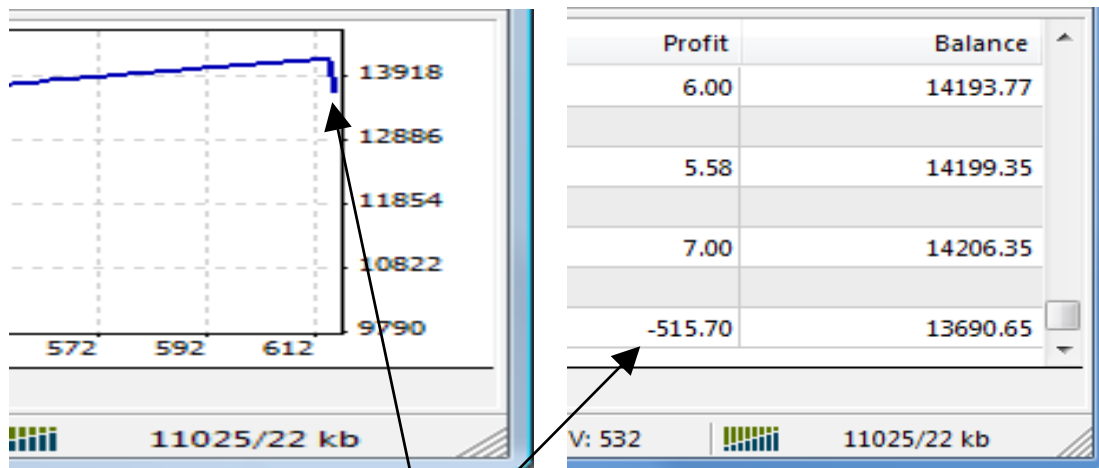 13918
12886
11854
10822
9790
572 592 612
11025/22 kb
Profit Balance
6.00 14193.77
5.58 14199.35
7.00 14206.35
-515.70 13690.65
V: 532 11025/22 kb